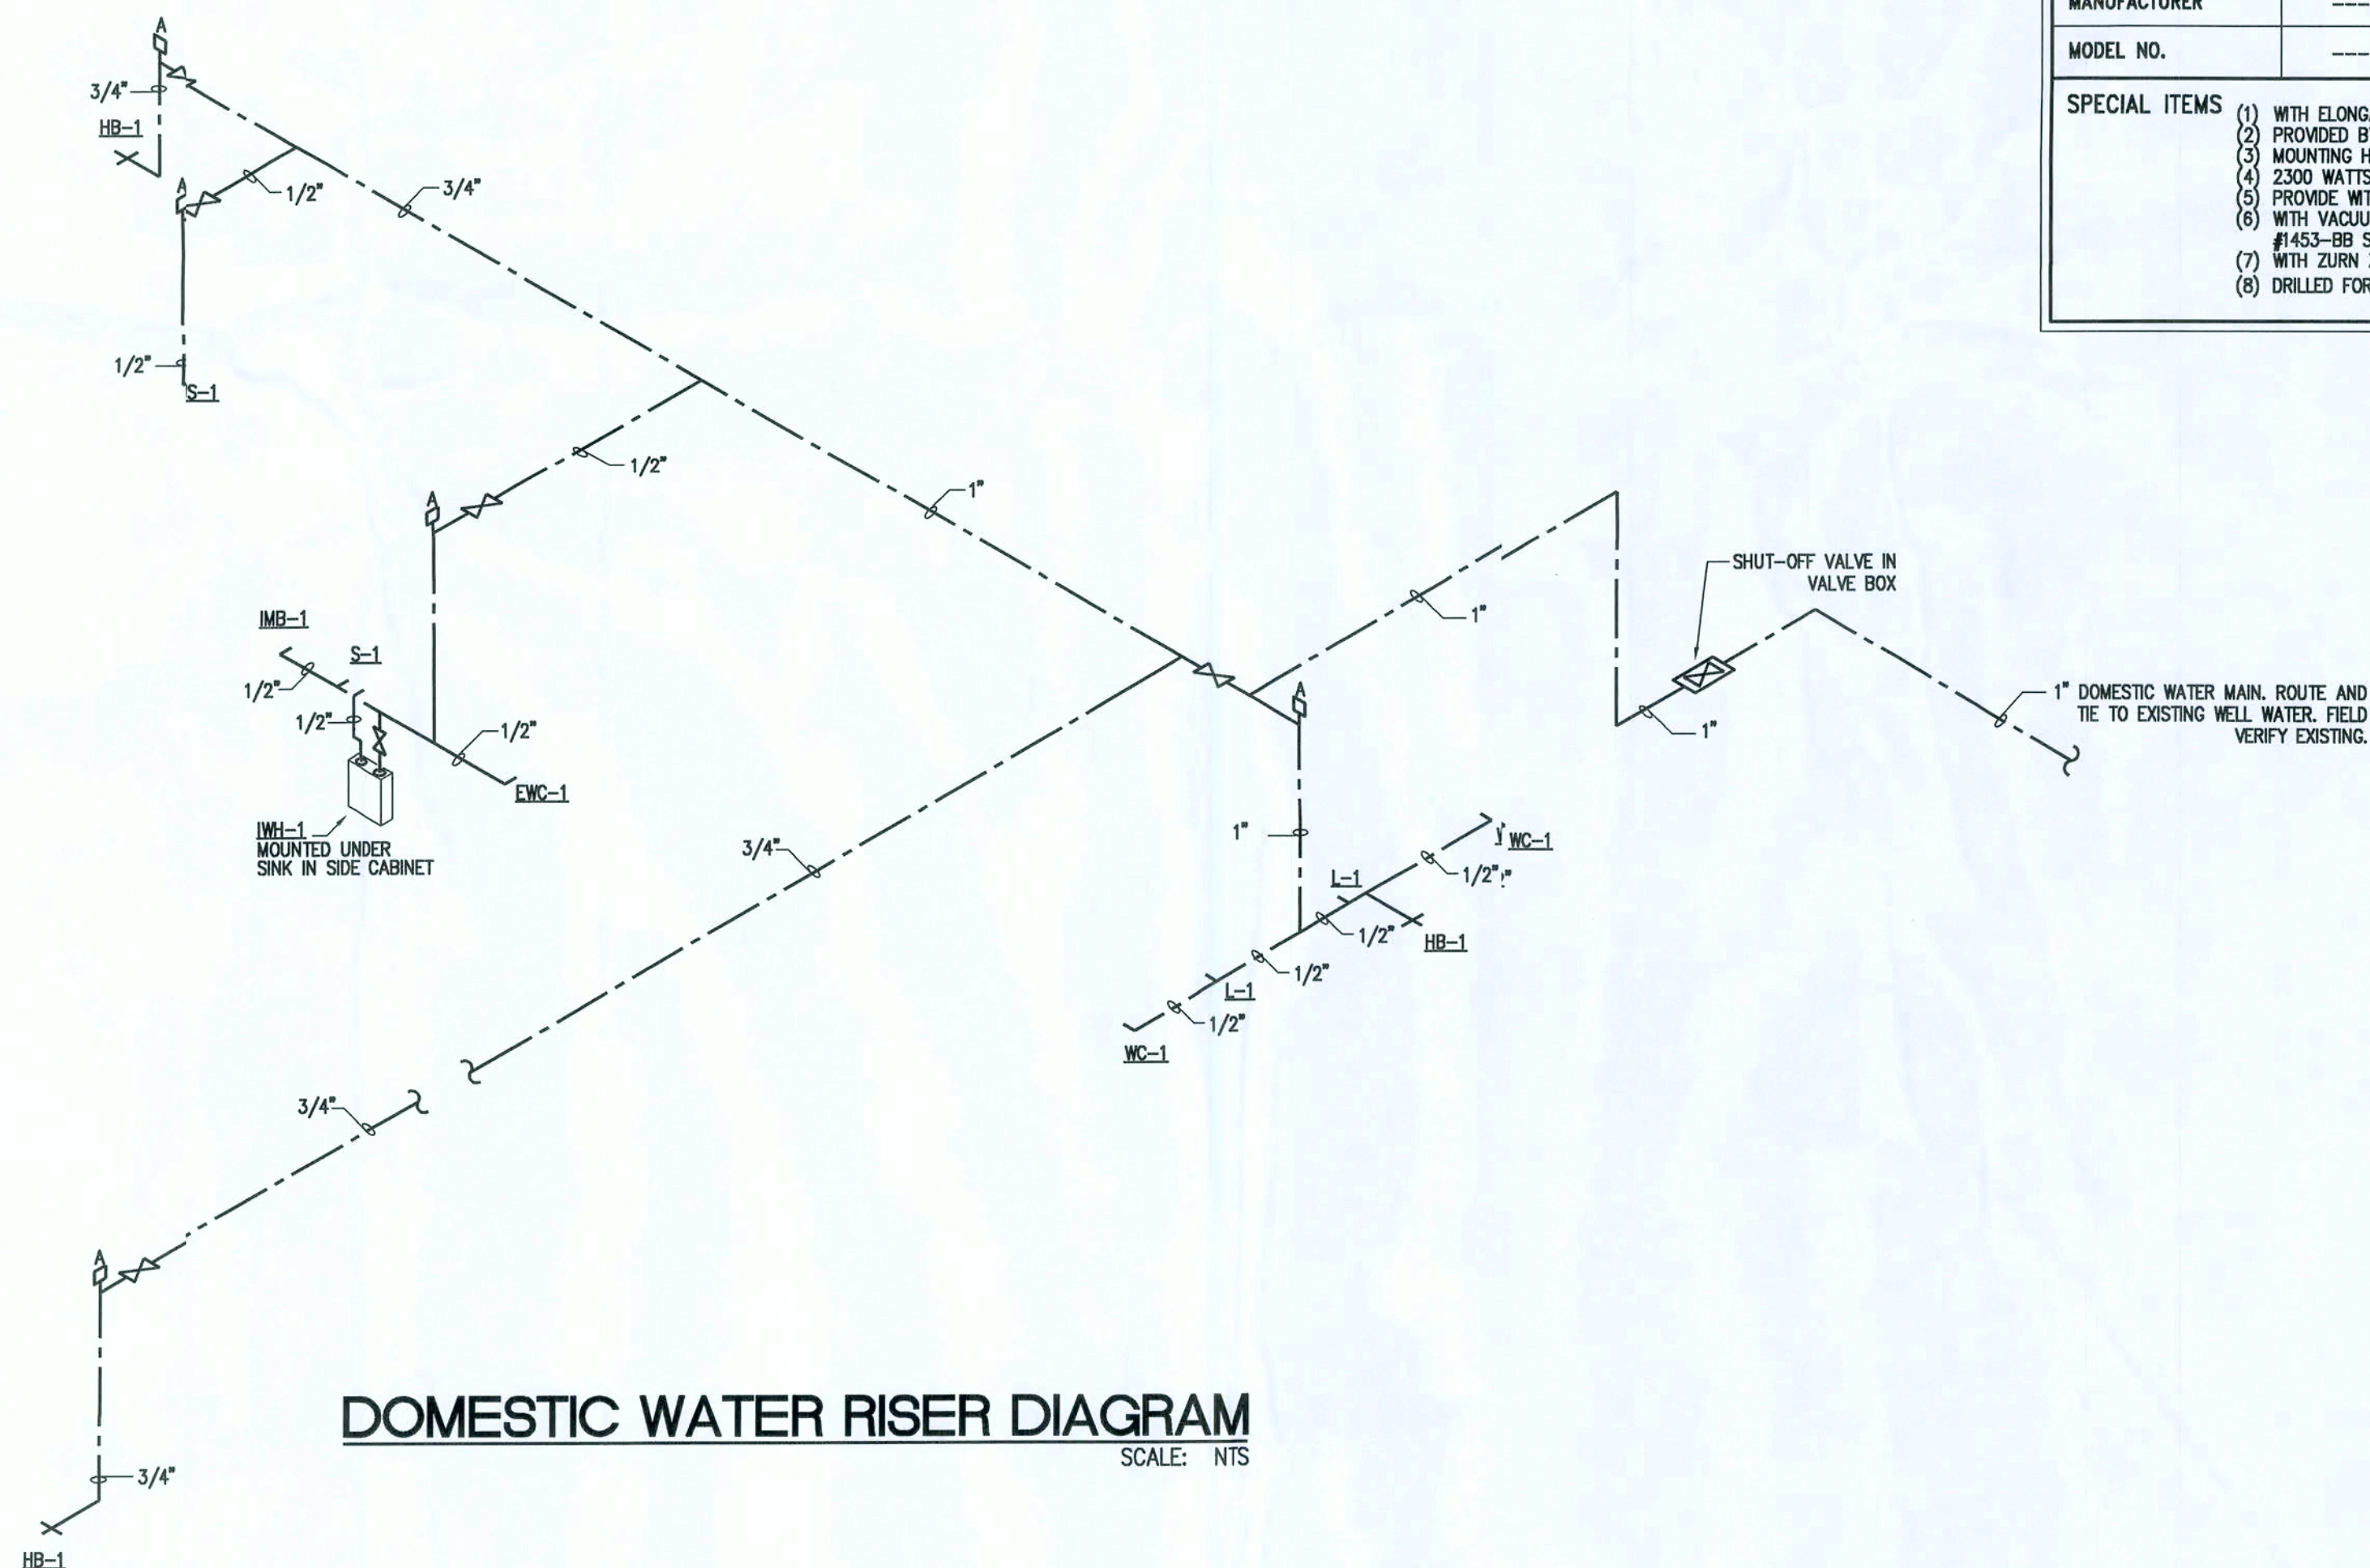 A
3/4"
HB-1
A
1/2"
3/4"
1/2"
S-1
1/2"
A
1"
IMB-1
S-1
1/2"
1/2"
1/2"
EWC-1
IWH-1
MOUNTED UNDER
SINK IN SIDE CABINET
1"
SHUT-OFF VALVE IN
VALVE BOX
1"
1" DOMESTIC WATER MAIN. ROUTE AND
TIE TO EXISTING WELL WATER. FIELD
VERIFY EXISTING.
A
1"
3/4"
WC-1
1/2"
L-1
1/2"
HB-1
1/2"
L-1
1/2"
WC-1
3/4"
A
3/4"
HB-1
DOMESTIC WATER RISER DIAGRAM
SCALE: NTS
MANUFACTURER ---
MODEL NO. ---
SPECIAL ITEMS
(1) WITH ELONG
(2) PROVIDED B
(3) MOUNTING H
(4) 2300 WATTS
(5) PROVIDE WIT
(6) WITH VACUU
#1453-BB S
(7) WITH ZURN
(8) DRILLED FOR